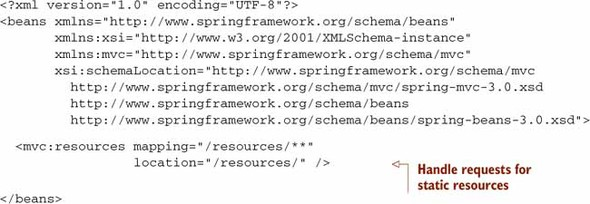 <?xml version="1.0" encoding="UTF-8"?>
<beans xmlns="http://www.springframework.org/schema/beans"
xmlns:xsi="http://www.w3.org/2001/XMLSchema-instance"
xmlns:mvc="http://www.springframework.org/schema/mvc"
xsi:schemaLocation="http://www.springframework.org/schema/mvc
http://www.springframework.org/schema/mvc/spring-mvc-3.0.xsd
http://www.springframework.org/schema/beans
http://www.springframework.org/schema/beans/spring-beans-3.0.xsd">
<mvc:resources mapping="/resources/**"
location="/resources/" />
Handle requests for
static resources
</beans>